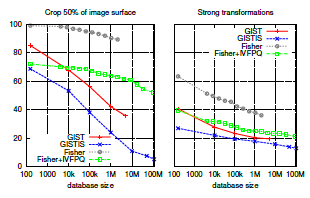 Crop 50% of image surface
100
80
60
40
20
0
GIST
GISTIS
Fisher
Fisher+IVFPQ
100 1000 10k 100k 1M 10M 100M
database size
Strong transformations
GIST
GISTIS
Fisher
Fisher+IVFPQ
100 1000 10k 100k 1M 10M 100M
database size